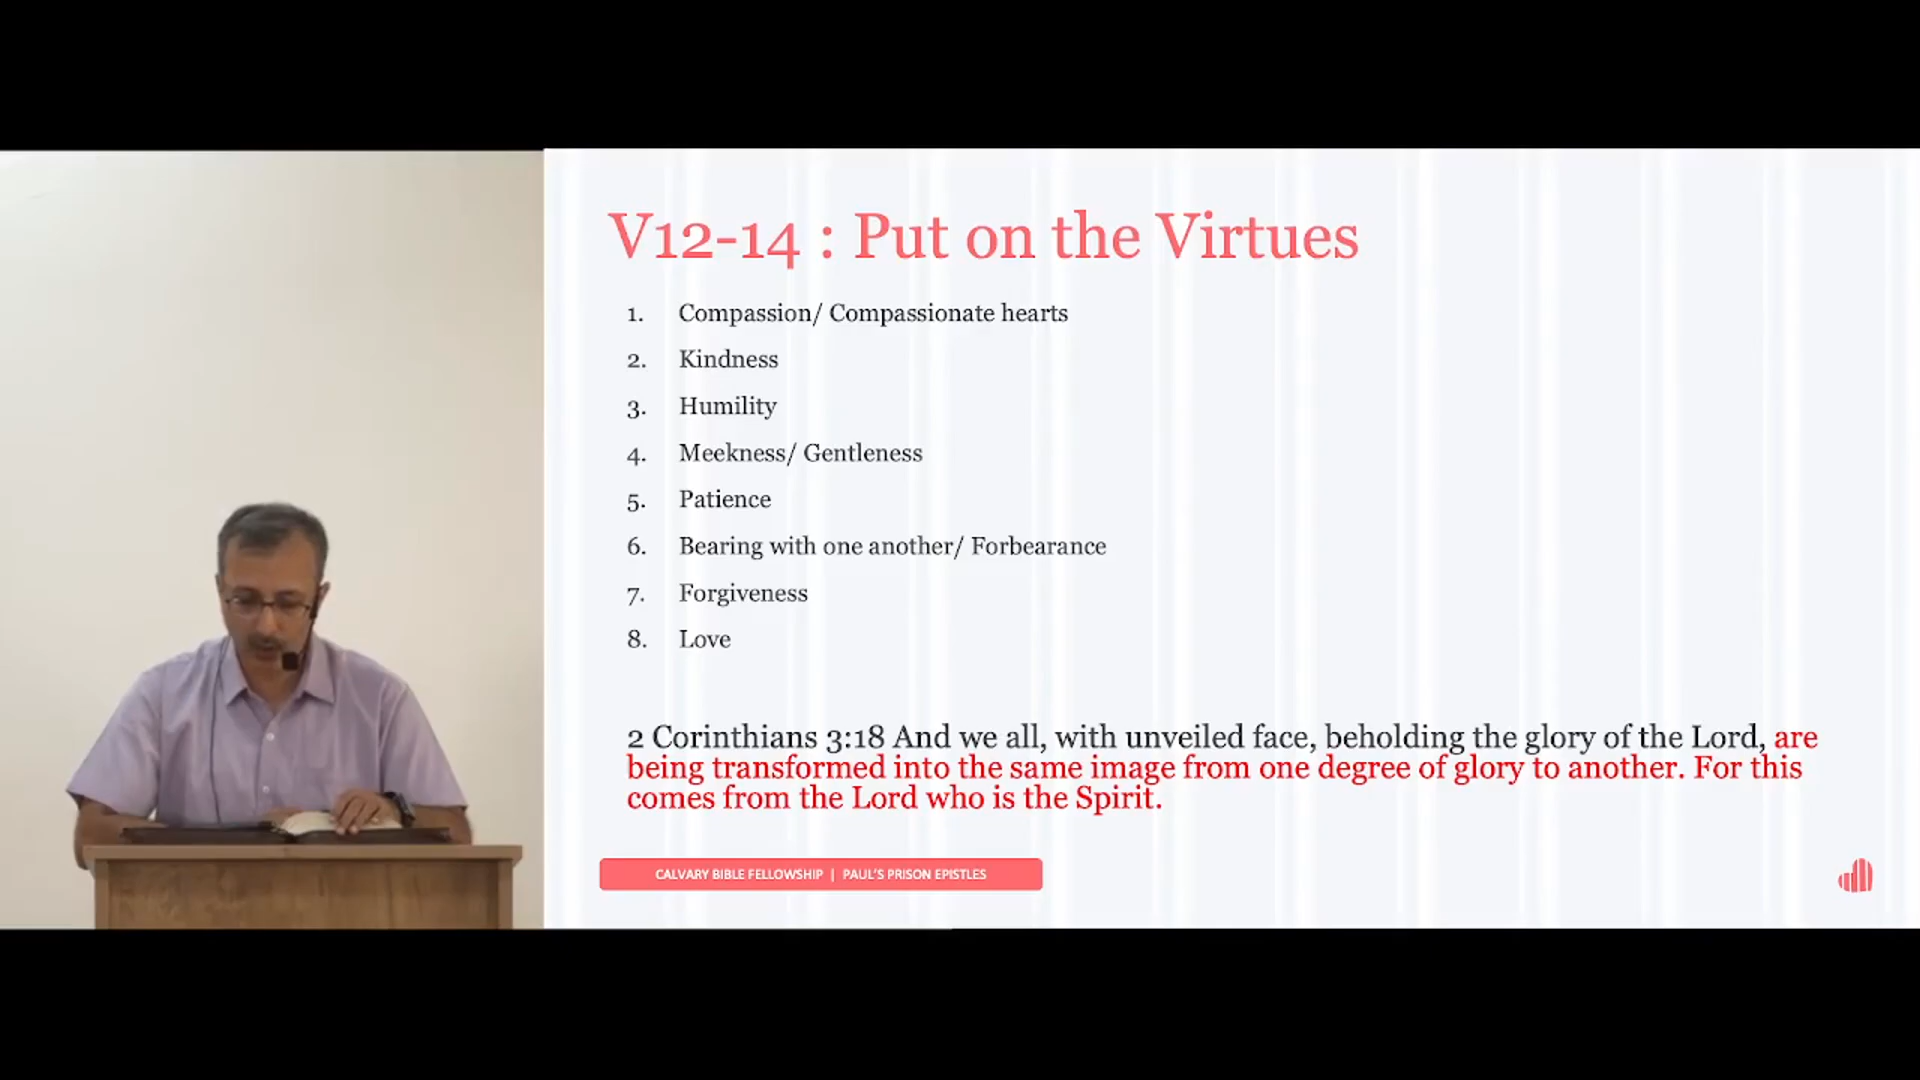 V12-14 : Put on the Virtues
1. Compassion/ Compassionate hearts
2. Kindness
3. Humility
4. Meekness/ Gentleness
5. Patience
6. Bearing with one another/ Forbearance
7. Forgiveness
8. Love
2 Corinthians 3:18 And we all, with unveiled face, beholding the glory of the Lord, are
being transformed into the same image from one degree of glory to another. For this
comes from the Lord who is the Spirit.
CALVARY BIBLE FELLOWSHIP | PAUL'S PRISON EPISTLES